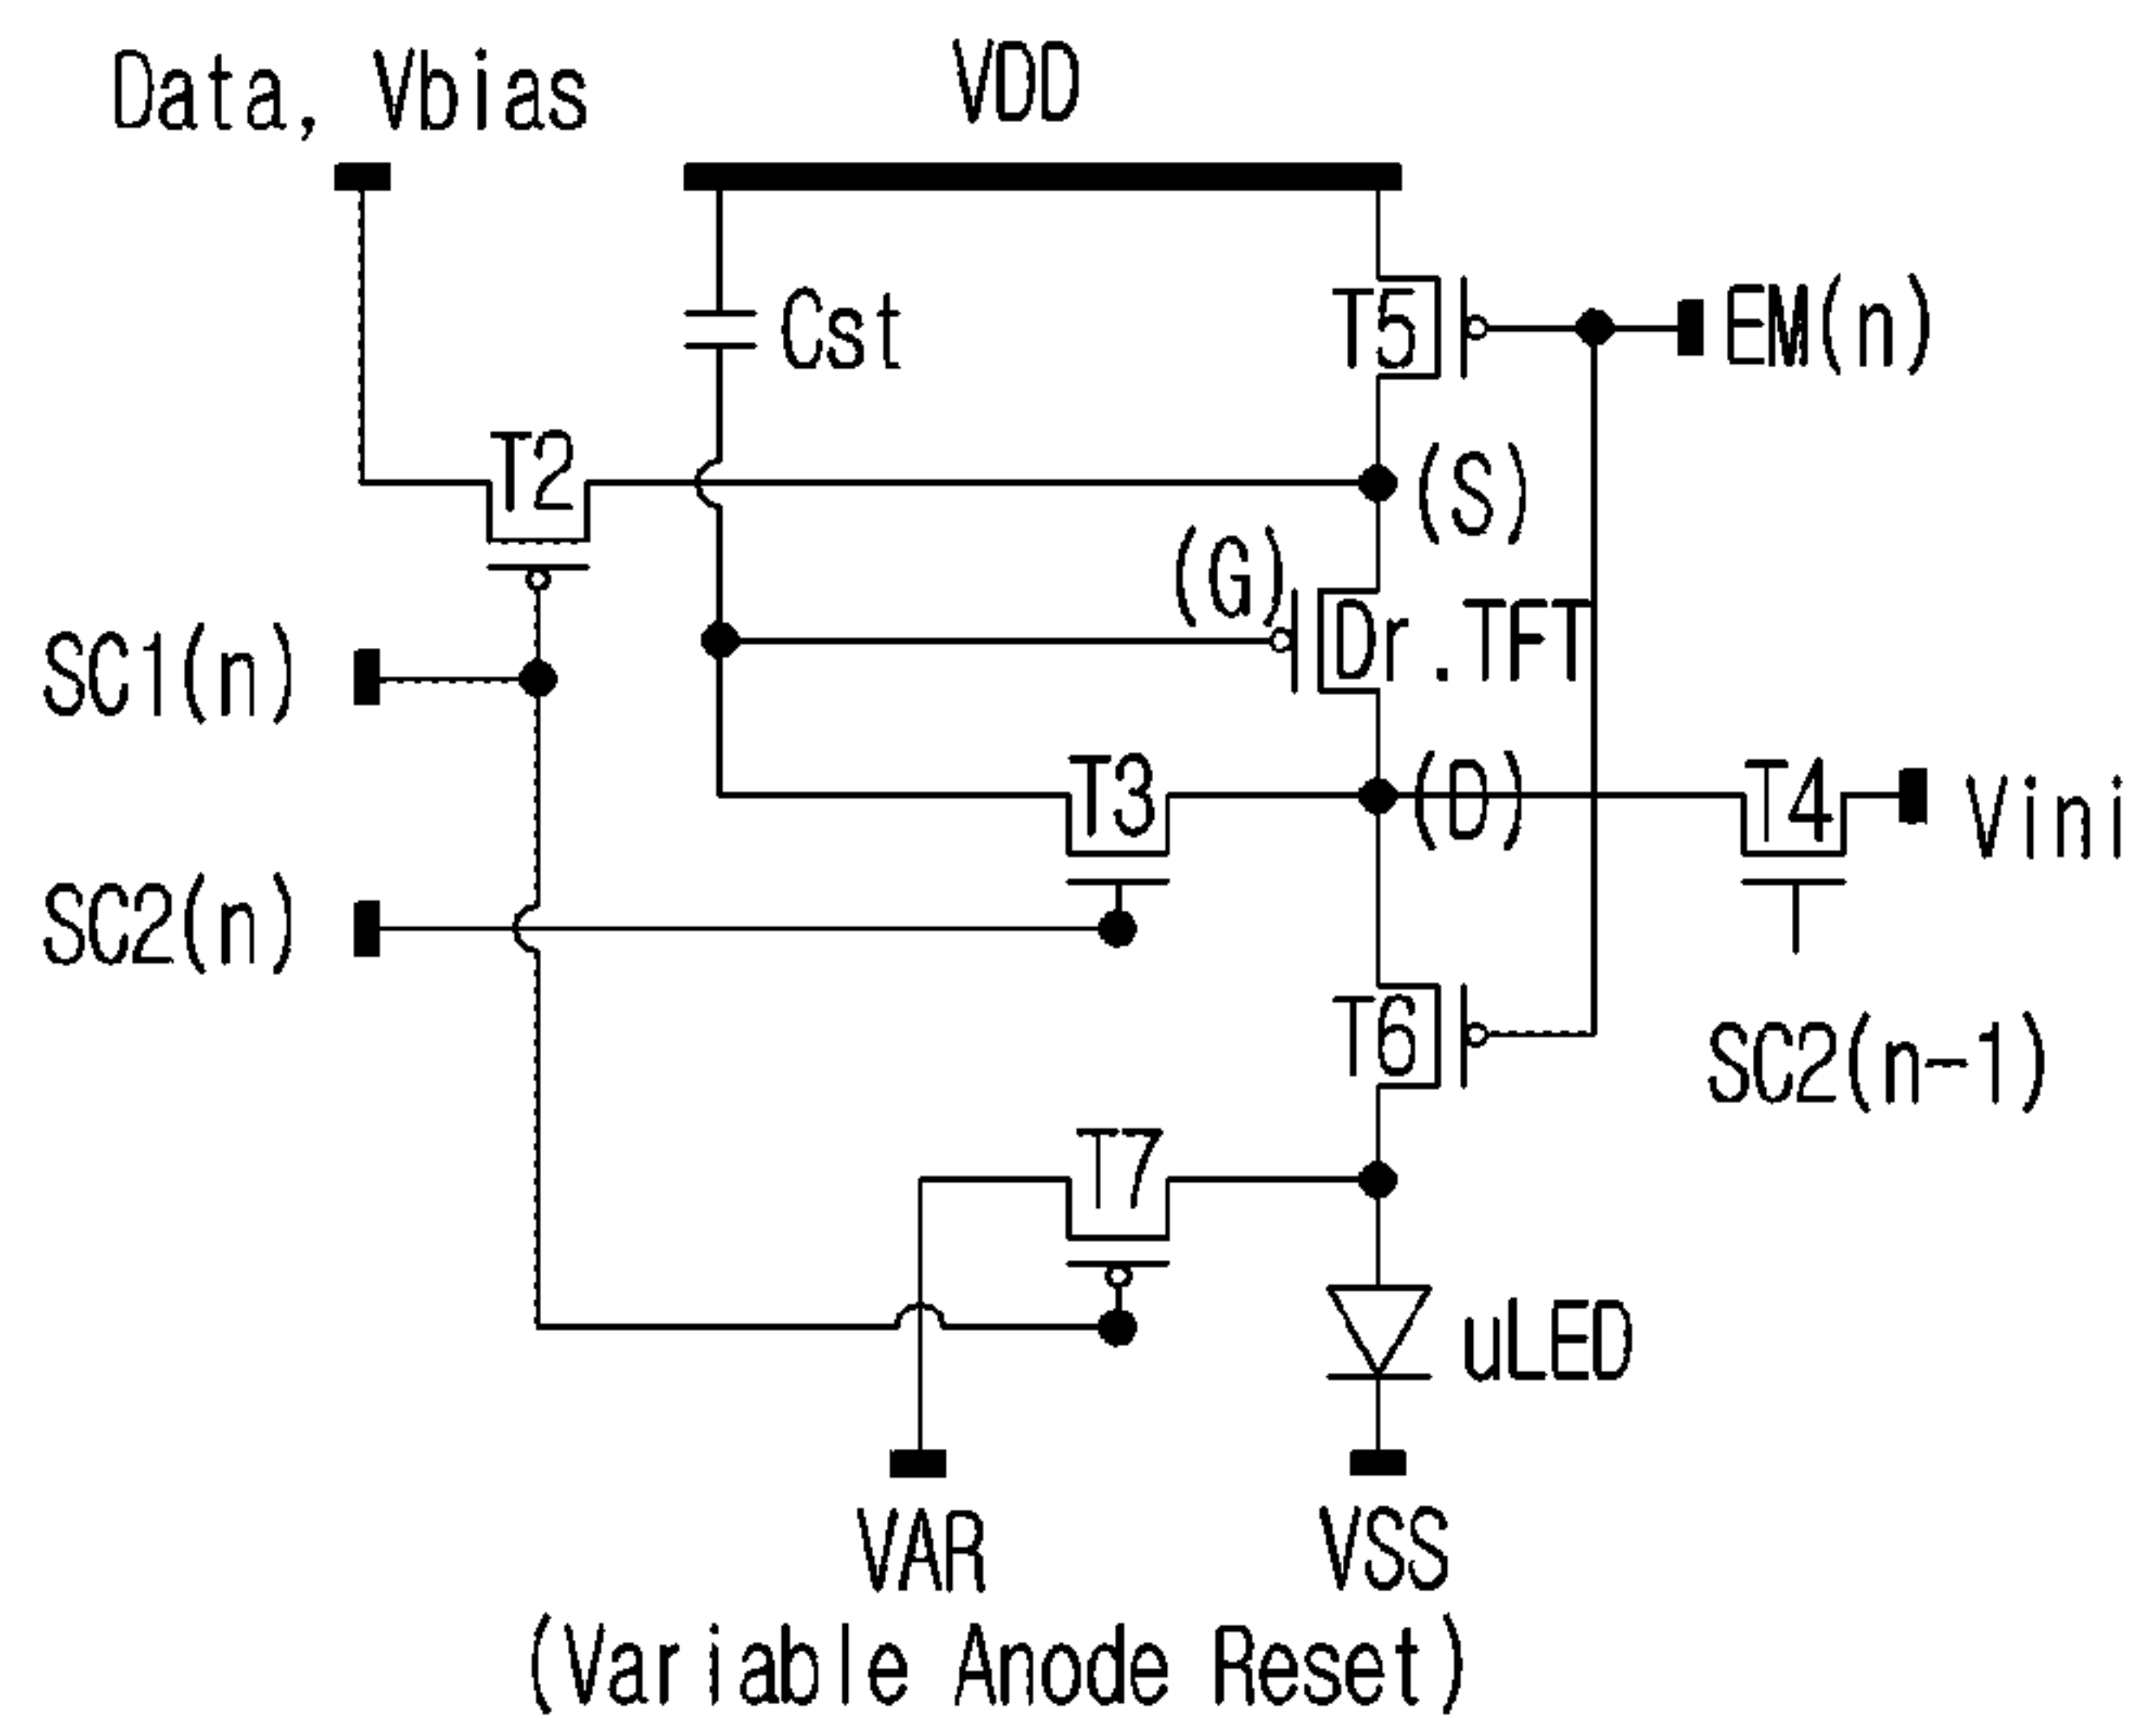 Data, Vbias
VDD
Cst
T5
EM(n)
T2
(S)
(G)
Dr.TFT
SC1(n)
T3
(D)
T4
Vini
SC2(n)
T6
SC2(n-1)
T7
uLED
VAR
VSS
(Variable Anode Reset)